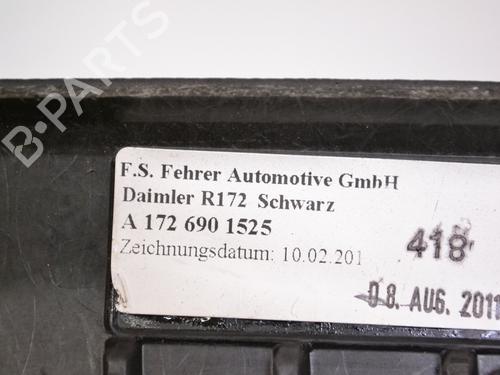 B-PARTS
F.S. Fehrer Automotive GmbH
Daimler R172 Schwarz
A 172 690 1525
Zeichnungsdatum: 10.02.201
418
08. AUG. 2011